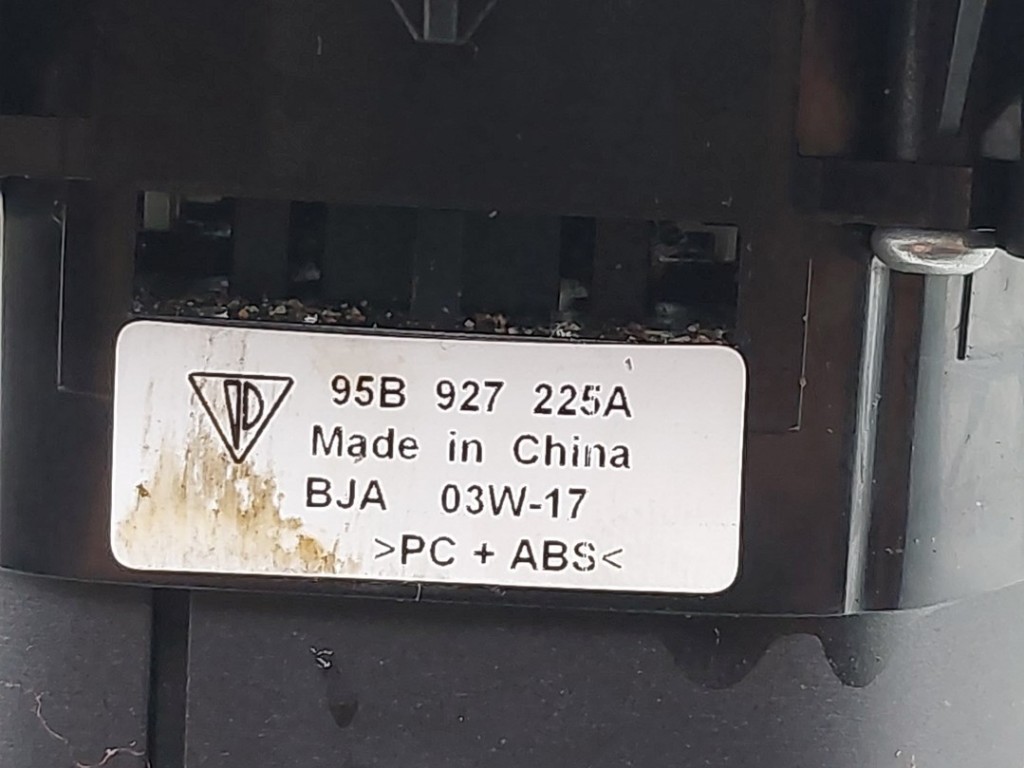 95B 927 225A
Made in China
BJA 03W-17
>PC + ABS<